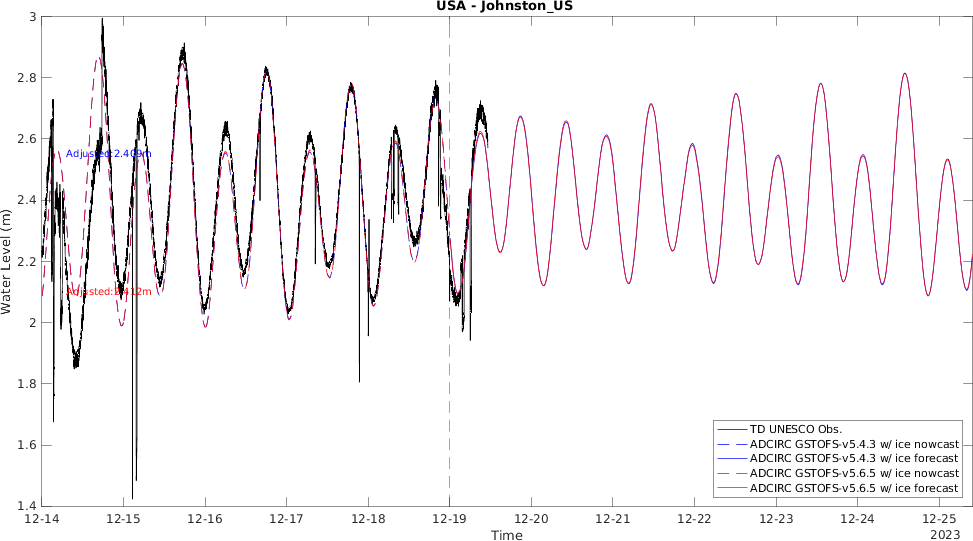 USA - Johnston_US
3
2.8
2.6
2.4
2.2
2
1.8
1.6
1.4
Water Level (m)
Adjusted:2.409m
Adjusted:2.412m
TD UNESCO Obs.
ADCIRC GSTOFS-v5.4.3 w/ ice nowcast
ADCIRC GSTOFS-v5.4.3 w/ ice forecast
ADCIRC GSTOFS-v5.6.5 w/ ice nowcast
ADCIRC GSTOFS-v5.6.5 w/ ice forecast
12-14 12-15 12-16 12-17 12-18 12-19 12-20 12-21 12-22 12-23 12-24 12-25
Time
2023